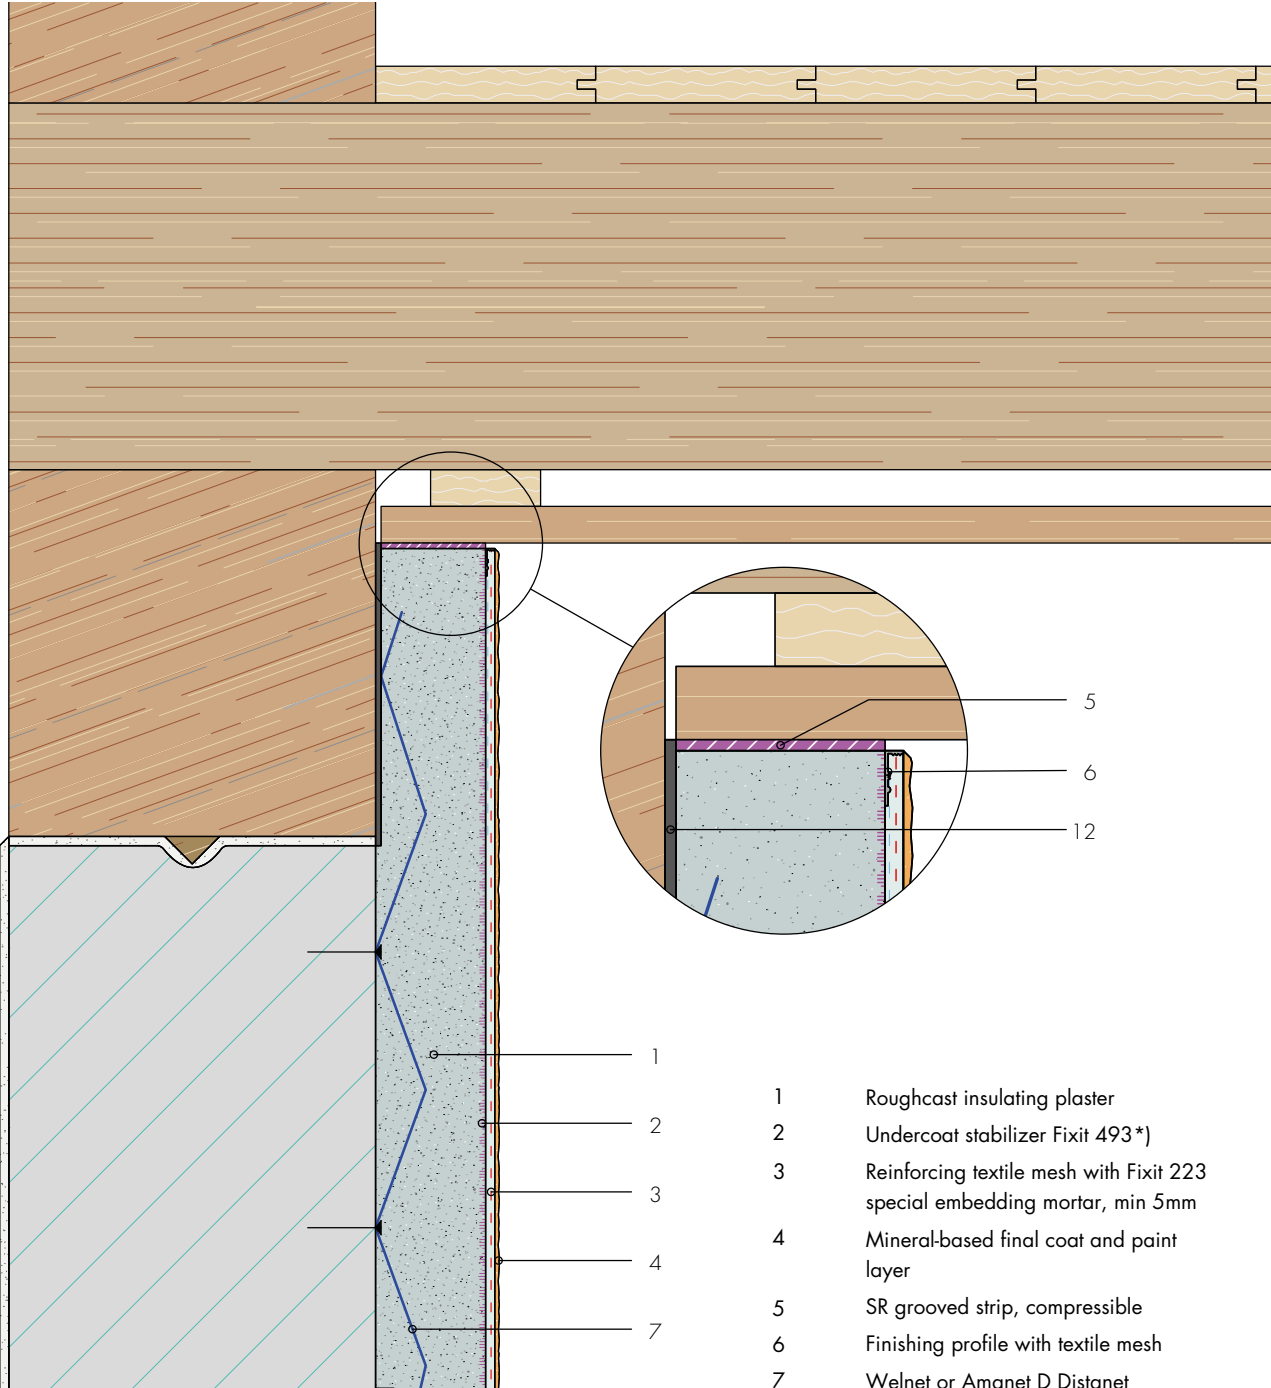 5
6
12
1
2
3
4
7
1 Roughcast insulating plaster
2 Undercoat stabilizer Fixit 493*)
3 Reinforcing textile mesh with Fixit 223
special embedding mortar, min 5mm
4 Mineral-based final coat and paint
layer
5 SR grooved strip, compressible
6 Finishing profile with textile mesh
7 Welnet or Amanet D Distanet